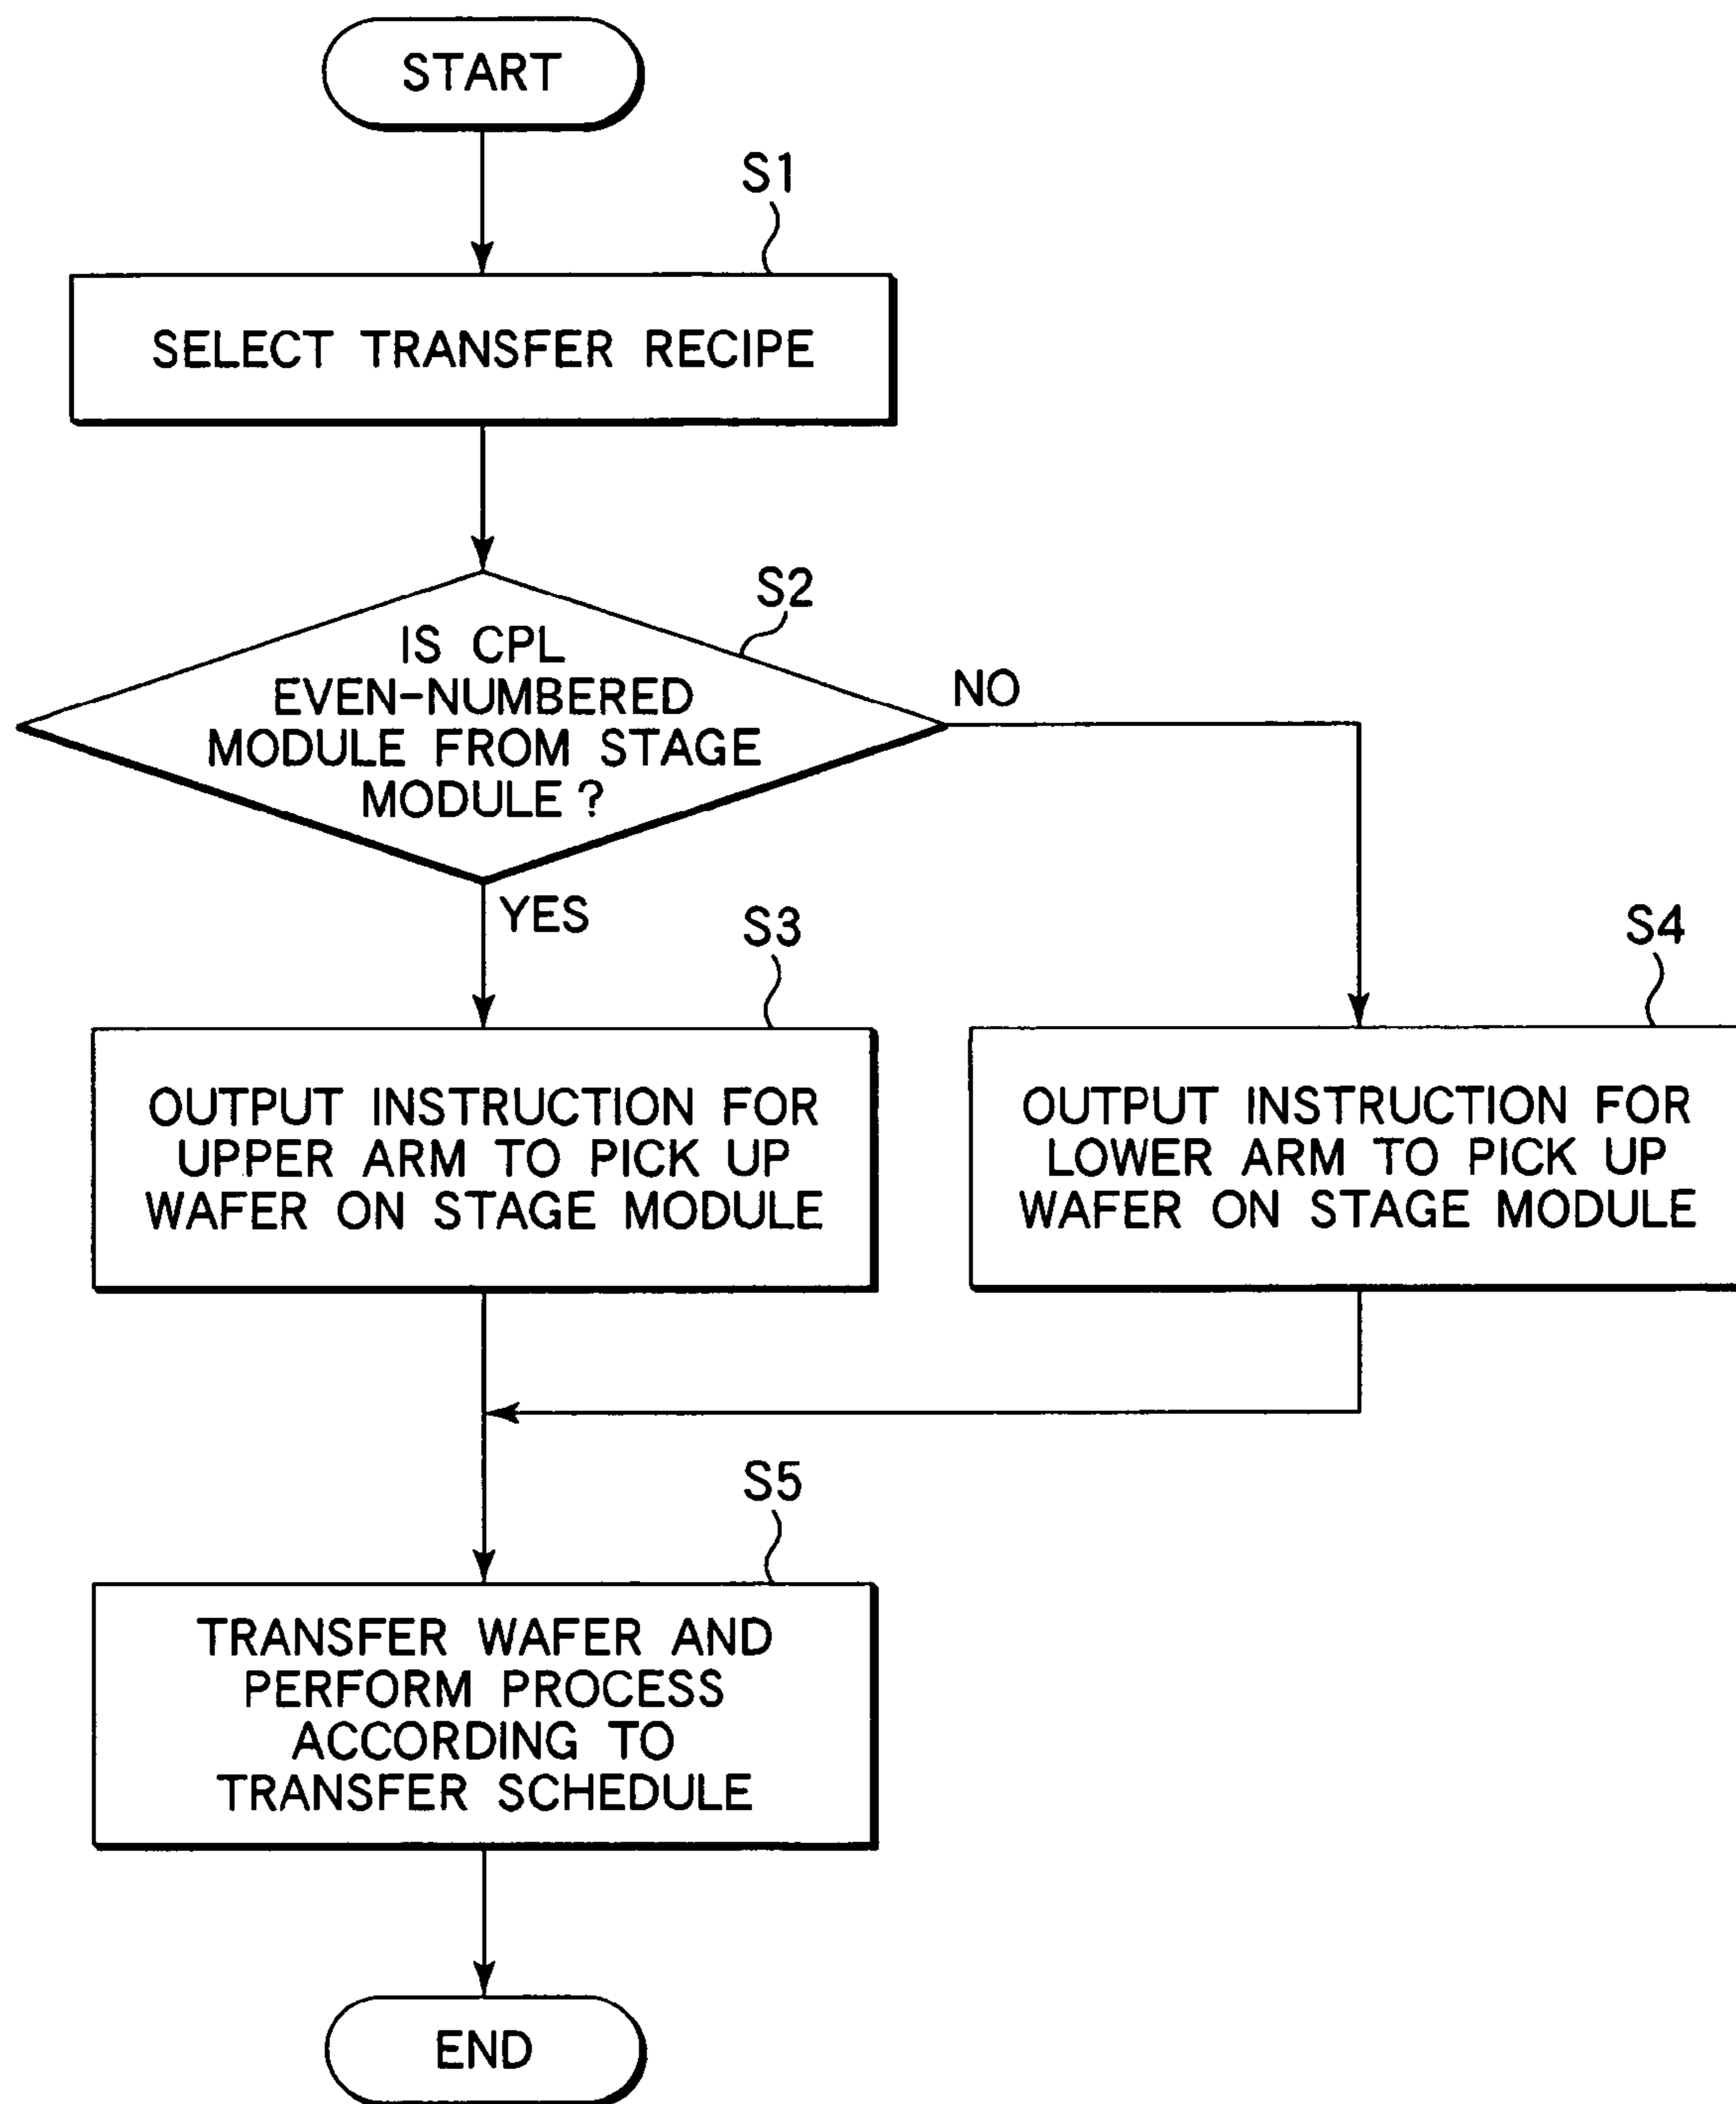 START
S1
SELECT TRANSFER RECIPE
S2
IS CPL
EVEN-NUMBERED
MODULE FROM STAGE
MODULE ?
NO
YES
S3
OUTPUT INSTRUCTION FOR
UPPER ARM TO PICK UP
WAFER ON STAGE MODULE
S4
OUTPUT INSTRUCTION FOR
LOWER ARM TO PICK UP
WAFER ON STAGE MODULE
S5
TRANSFER WAFER AND
PERFORM PROCESS
ACCORDING TO
TRANSFER SCHEDULE
END